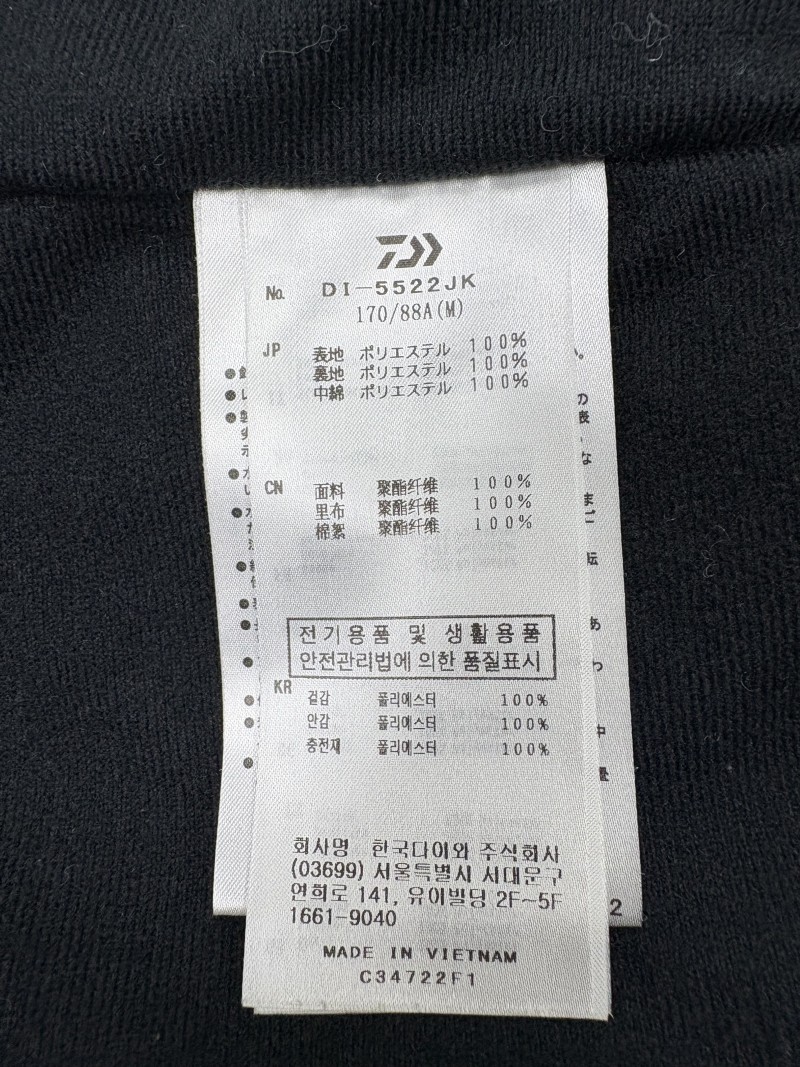 No. DI-5522JK
170/88A(M)
JP 表地 ポリエステル 100%
裏地 ポリエステル 100%
中綿 ポリエステル 100%
CN 面料 聚酯纤维 100%
里布 聚酯纤维 100%
棉絮 聚酯纤维 100%
전기용품 및 생활용품
안전관리법에 의한 품질표시
KR 겉감 폴리에스터 100%
안감 폴리에스터 100%
충전재 폴리에스터 100%
회사명 한국다이와 주식회사
(03699) 서울특별시 서대문구
연희로 141, 유이빌딩 2F~5F
1661-9040
MADE IN VIETNAM
C34722F1